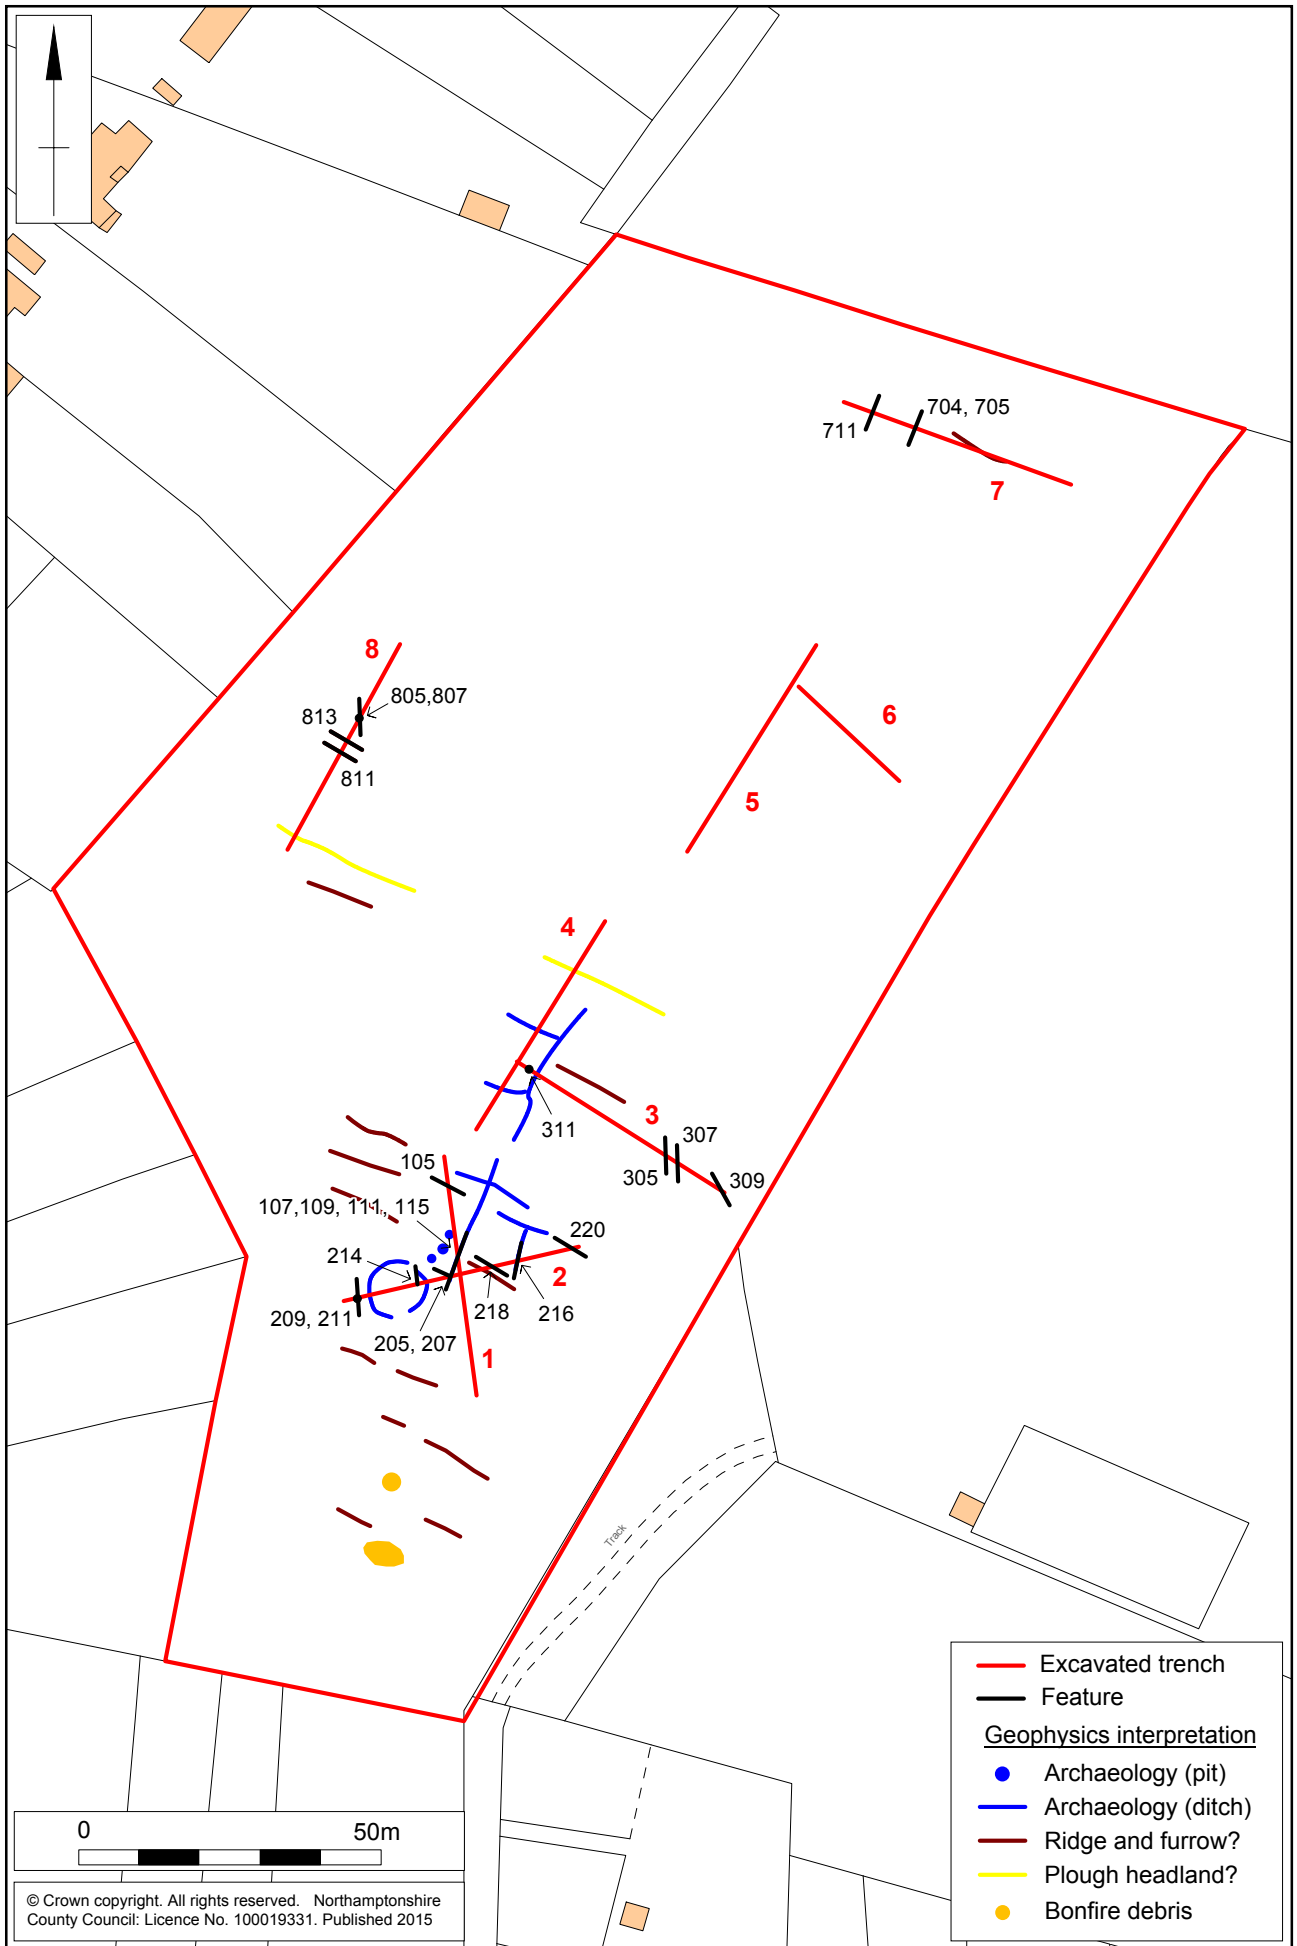 704, 705
711
7
8
805,807
813
811
6
5
4
3
311
307
305
309
105
107,109, 111, 115
220
214
2
218
216
209, 211
205, 207
1
Track
Excavated trench
Feature
Geophysics interpretation
Archaeology (pit)
Archaeology (ditch)
Ridge and furrow?
Plough headland?
Bonfire debris
0 50m
© Crown copyright. All rights reserved. Northamptonshire
County Council: Licence No. 100019331. Published 2015